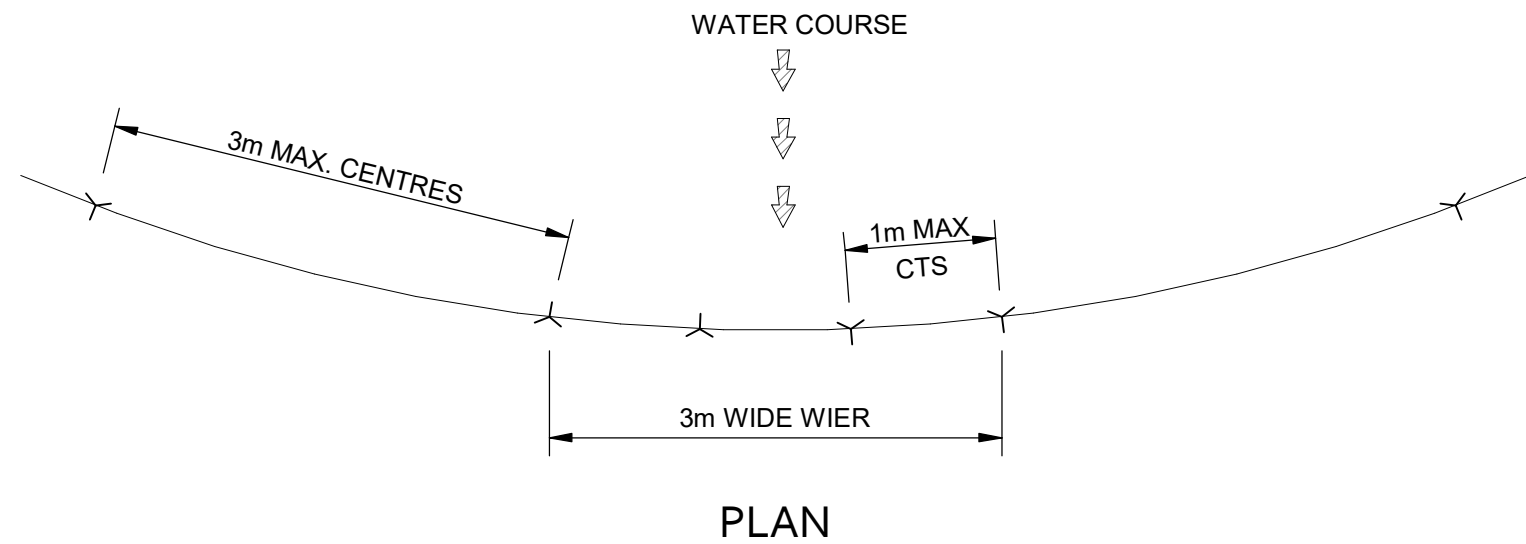 WATER COURSE
3m MAX. CENTRES
1m MAX
CTS
3m WIDE WIER
PLAN